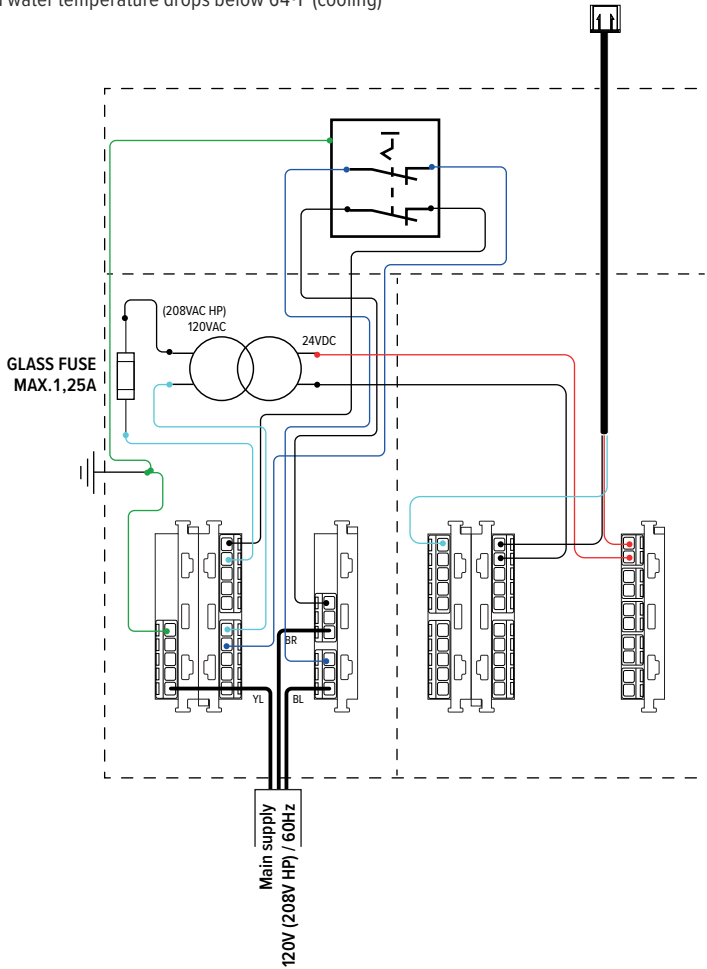 water temperature drops below 64°F (cooling)
(208VAC HP)
120VAC
24VDC
GLASS FUSE
MAX.1,25A
BR
YL
BL
Main supply
120V (208V HP) / 60Hz